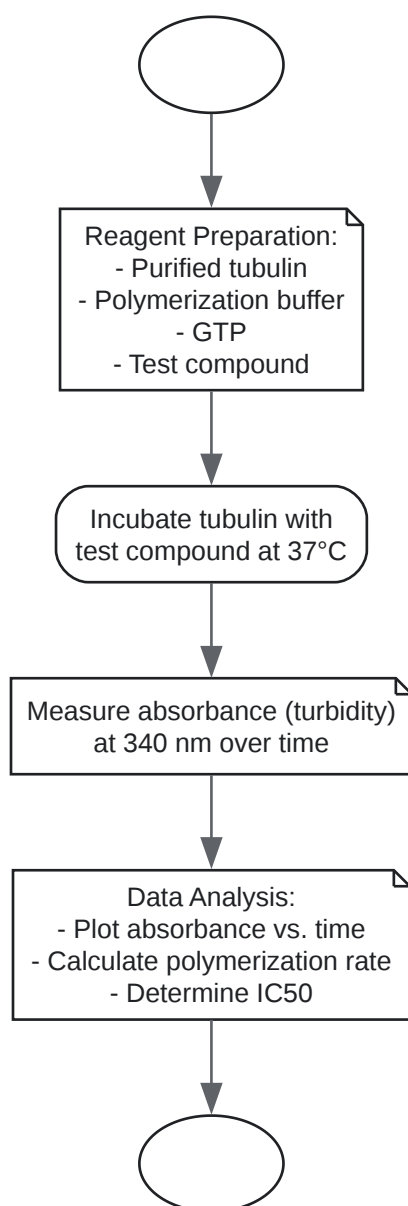 Reagent Preparation:
- Purified tubulin
- Polymerization buffer
- GTP
- Test compound
Incubate tubulin with
test compound at 37°C
Measure absorbance (turbidity)
at 340 nm over time
Data Analysis:
- Plot absorbance vs. time
- Calculate polymerization rate
- Determine IC50